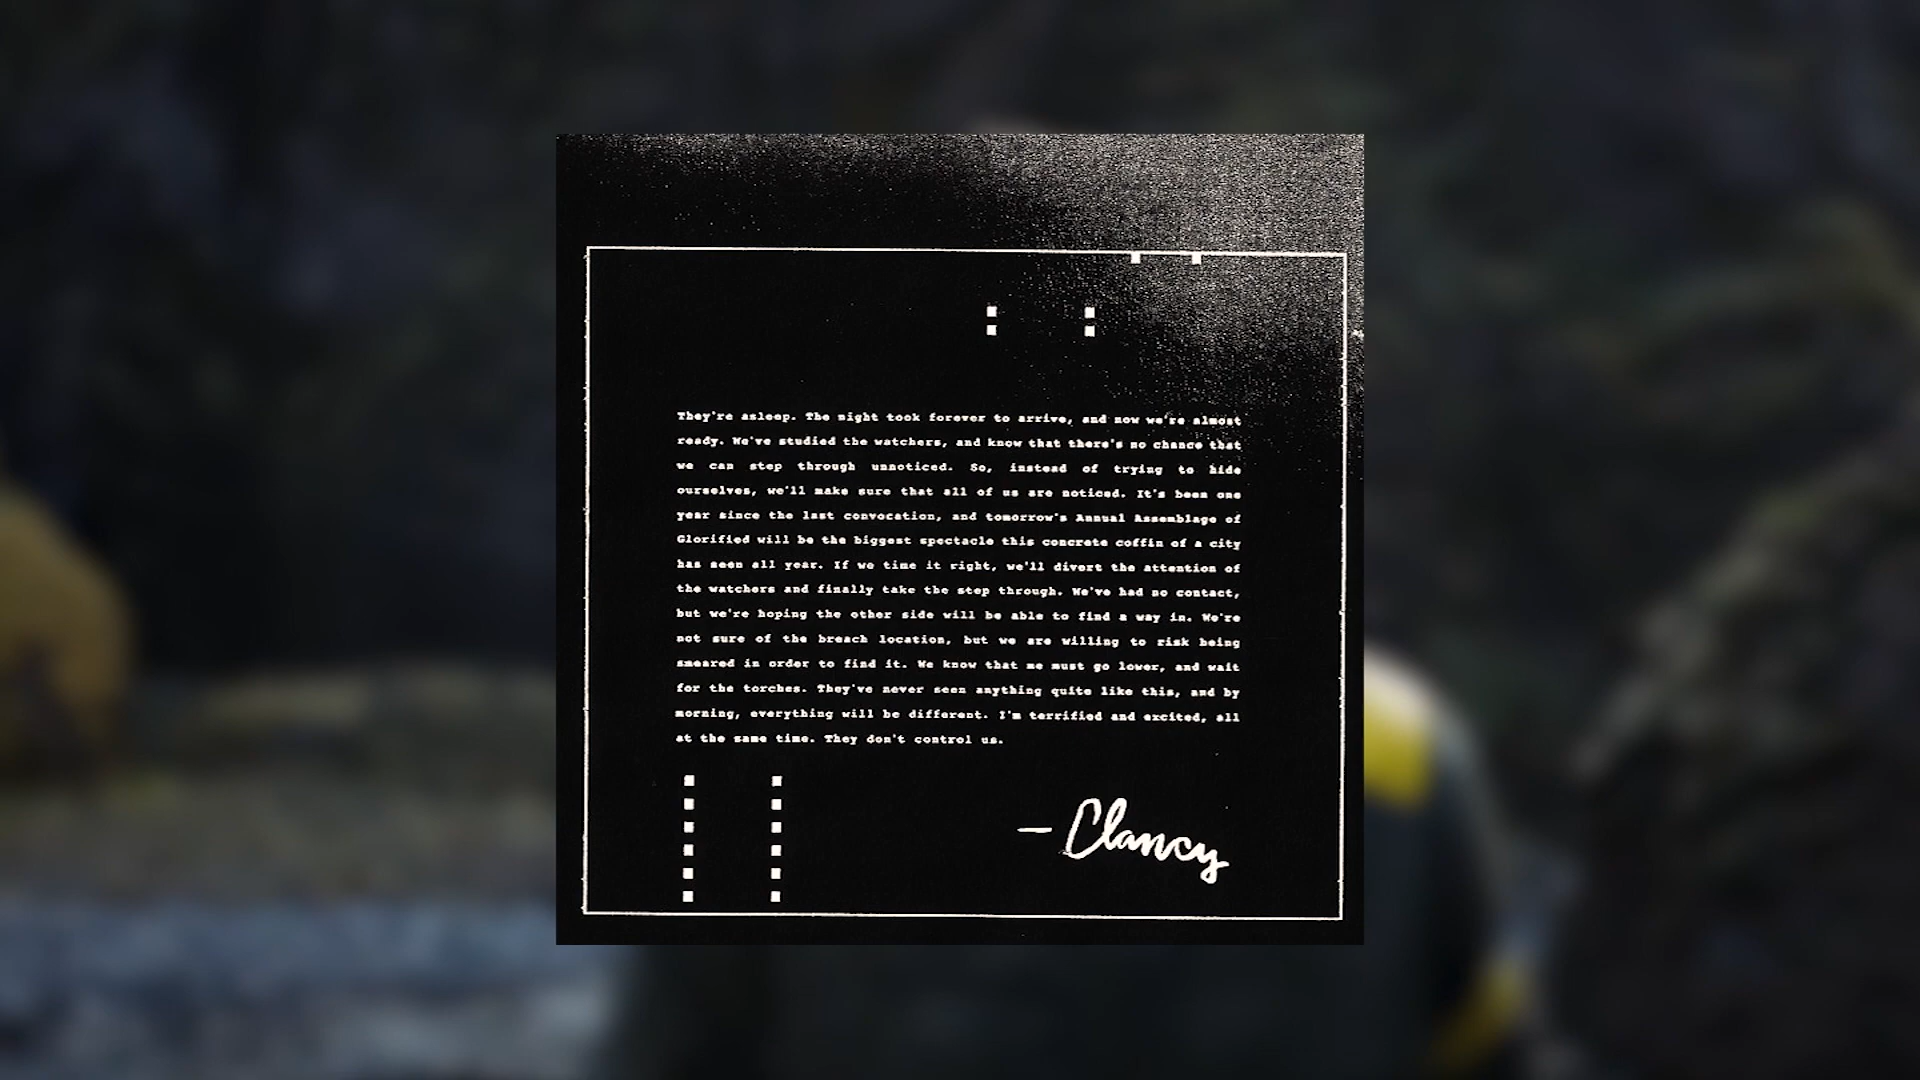 They're asleep. The night took forever to arrive, and now we're almost
ready. We've studied the watchers, and know that there's no chance that
we can step through unnoticed. So, instead of trying to hide
ourselves, we'll make sure that all of us are noticed. It's been one
year since the last convocation, and tomorrow's Annual Assemblage of
Glorified will be the biggest spectacle this concrete coffin of a city
has seen all year. If we time it right, we'll divert the attention of
the watchers and finally take the step through. We've had no contact,
but we're hoping the other side will be able to find a way in. We're
not sure of the breach location, but we are willing to risk being
smeared in order to find it. We know that me must go lower, and wait
for the torches. They've never seen anything quite like this, and by
morning, everything will be different. I'm terrified and excited, all
at the same time. They don't control us.
— Clancy